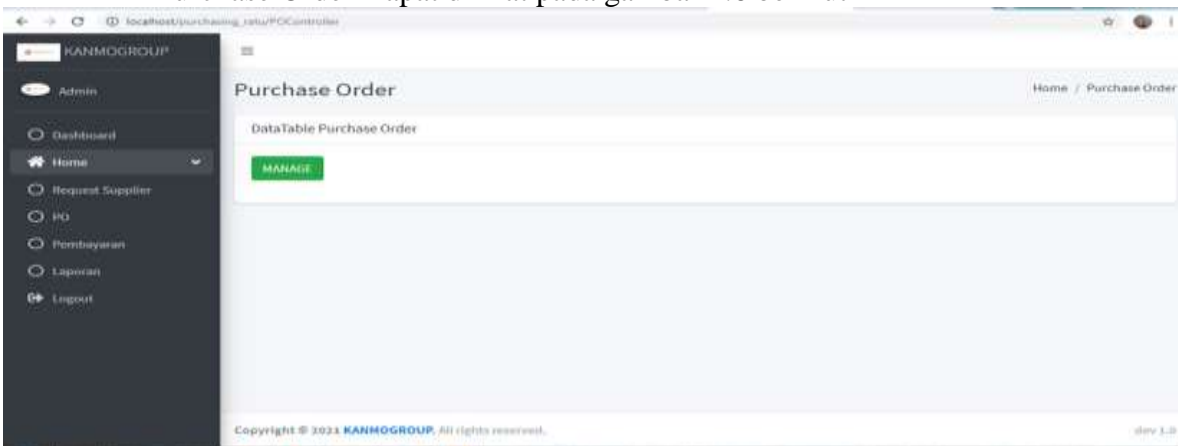 localhost/purchasing_ratu/POController
KANMOGROUP
Admin
Purchase Order
Home / Purchase Order
Dashboard
DataTable Purchase Order
Home
MANAGE
Request Supplier
PO
Pembayaran
Laporan
Logout
Copyright © 2021 KANMOGROUP. All rights reserved.
dev 1.0